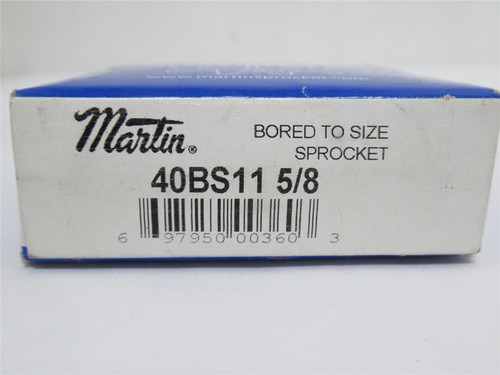 www.martinsprocket.com
Martin®
BORED TO SIZE
SPROCKET
40BS11 5/8
6 97950 00360 3